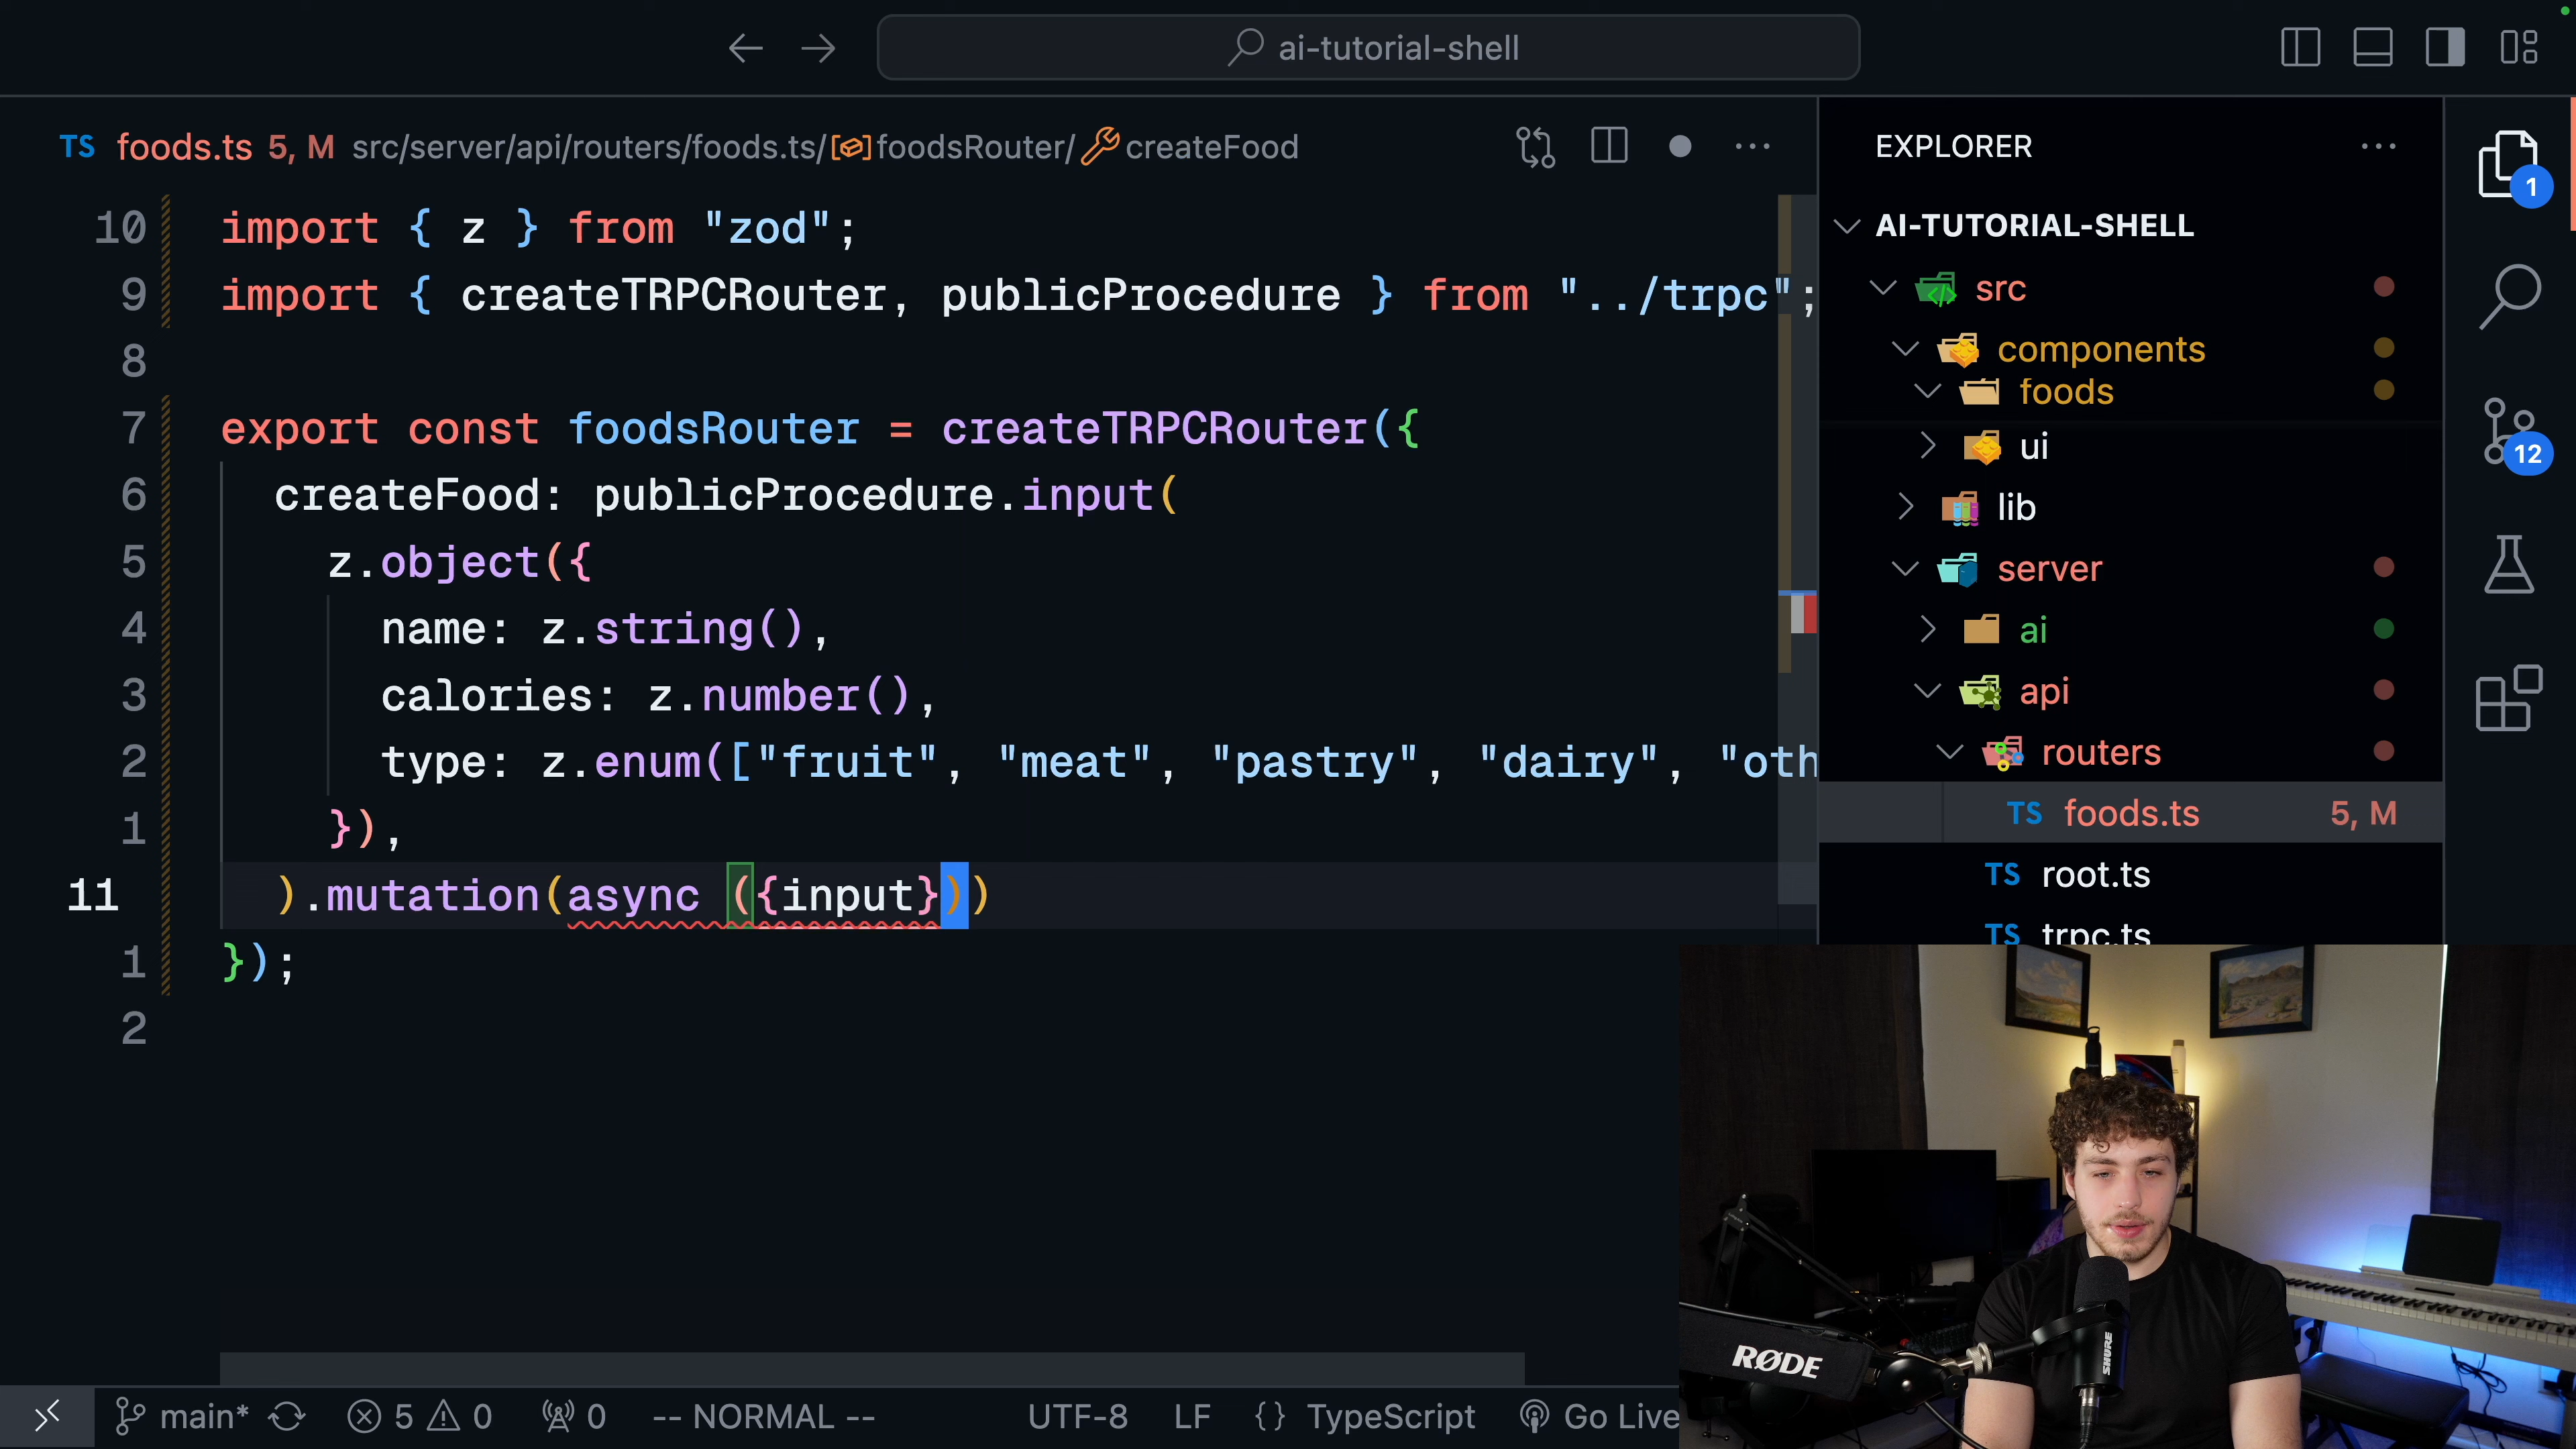 ai-tutorial-shell
TS foods.ts 5, M src/server/api/routers/foods.ts/foodsRouter/createFood
EXPLORER
1
AI-TUTORIAL-SHELL
src
components
foods
ui
lib
12
server
ai
api
routers
TS foods.ts 5, M
TS root.ts
TS trpc.ts
10 import { z } from "zod";
9 import { createTRPCRouter, publicProcedure } from "../trpc";
8
7 export const foodsRouter = createTRPCRouter({
6 createFood: publicProcedure.input(
5 z.object({
4 name: z.string(),
3 calories: z.number(),
2 type: z.enum(["fruit", "meat", "pastry", "dairy", "oth
1 }),
11 ).mutation(async ({input}))
1 });
2
RØDE
SHURE
main* 5 0 0 -- NORMAL -- UTF-8 LF {} TypeScript Go Live